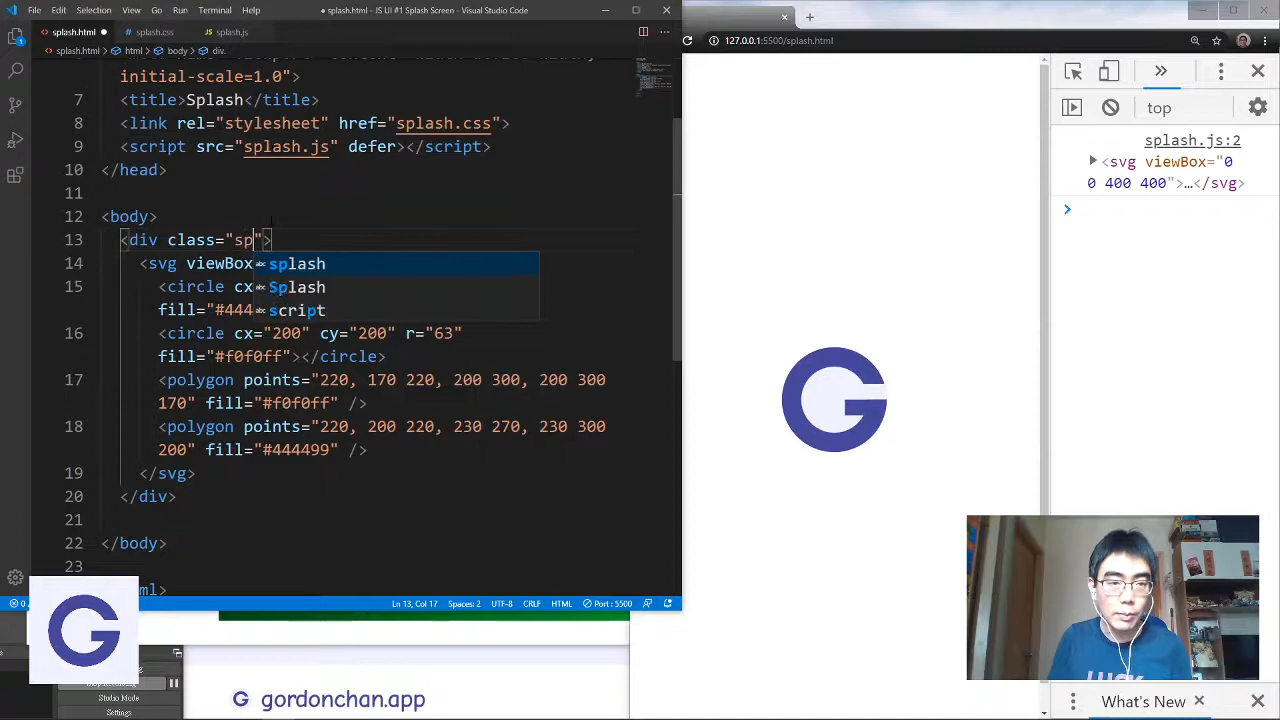 File Edit Selection View Go Run Terminal Help
● splash.html - JS UI #1 Splash Screen - Visual Studio Code
splash.html ● splash.css splash.js
splash.html > html > body > div.
initial-scale=1.0">
7 <title>Splash</title>
8 <link rel="stylesheet" href="splash.css">
9 <script src="splash.js" defer></script>
10 </head>
11
12 <body>
13 <div class="sp">
14 <svg viewBox
15 <circle cx
fill="#444
splash
Splash
script
16 <circle cx="200" cy="200" r="63"
fill="#f0f0ff"></circle>
17 <polygon points="220, 170 220, 200 300, 200 300
170" fill="#f0f0ff" />
18 <polygon points="220, 200 220, 230 270, 230 300
200" fill="#444499" />
19 </svg>
20 </div>
21
22 </body>
23
ml>
Ln 13, Col 17 Spaces: 2 UTF-8 CRLF HTML Port : 5500
127.0.0.1:5500/splash.html
top
splash.js:2
<svg viewBox="0
0 400 400">…</svg>
What's New
Studio Mode
Settings
G gordonchan.app